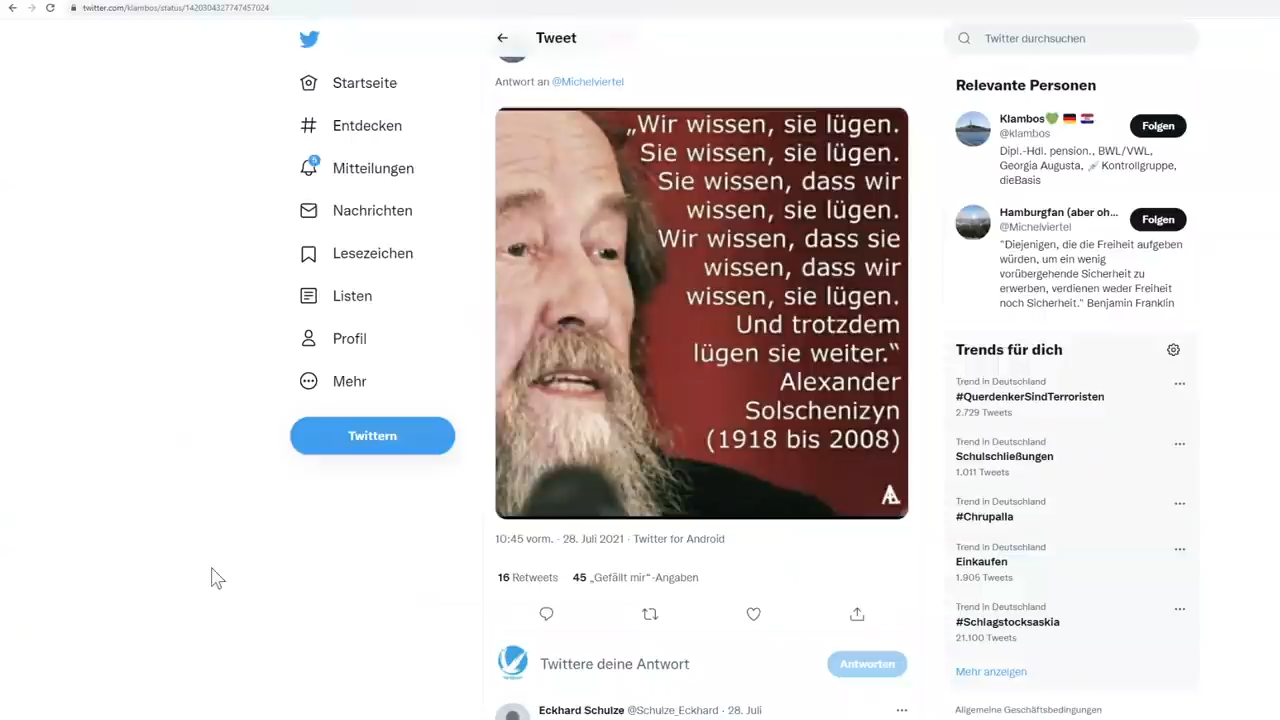 twitter.com/klambos/status/1420304327747457024
Startseite
Entdecken
5
Mitteilungen
Nachrichten
Lesezeichen
Listen
Profil
Mehr
Twittern
Tweet
Antwort an @Michelviertel
„Wir wissen, sie lügen.
Sie wissen, sie lügen.
Sie wissen, dass wir
wissen, sie lügen.
Wir wissen, dass sie
wissen, dass wir
wissen, sie lügen.
Und trotzdem
lügen sie weiter.“
Alexander
Solschenizyn
(1918 bis 2008)
10:45 vorm. · 28. Juli 2021 · Twitter for Android
16 Retweets 45 „Gefällt mir“-Angaben
Twittere deine Antwort
Antworten
Eckhard Schulze @Schulze_Eckhard · 28. Juli
Twitter durchsuchen
Relevante Personen
Klambos
@klambos
Folgen
Dipl.-Hdl. pension., BWL/VWL,
Georgia Augusta, Kontrollgruppe,
dieBasis
Hamburgfan (aber oh...
@Michelviertel
Folgen
"Diejenigen, die die Freiheit aufgeben
würden, um ein wenig
vorübergehende Sicherheit zu
erwerben, verdienen weder Freiheit
noch Sicherheit." Benjamin Franklin
Trends für dich
Trend in Deutschland
#QuerdenkerSindTerroristen
2.729 Tweets
Trend in Deutschland
Schulschließungen
1.011 Tweets
Trend in Deutschland
#Chrupalla
Trend in Deutschland
Einkaufen
1.905 Tweets
Trend in Deutschland
#Schlagstocksaskia
21.100 Tweets
Mehr anzeigen
Allgemeine Geschäftsbedingungen